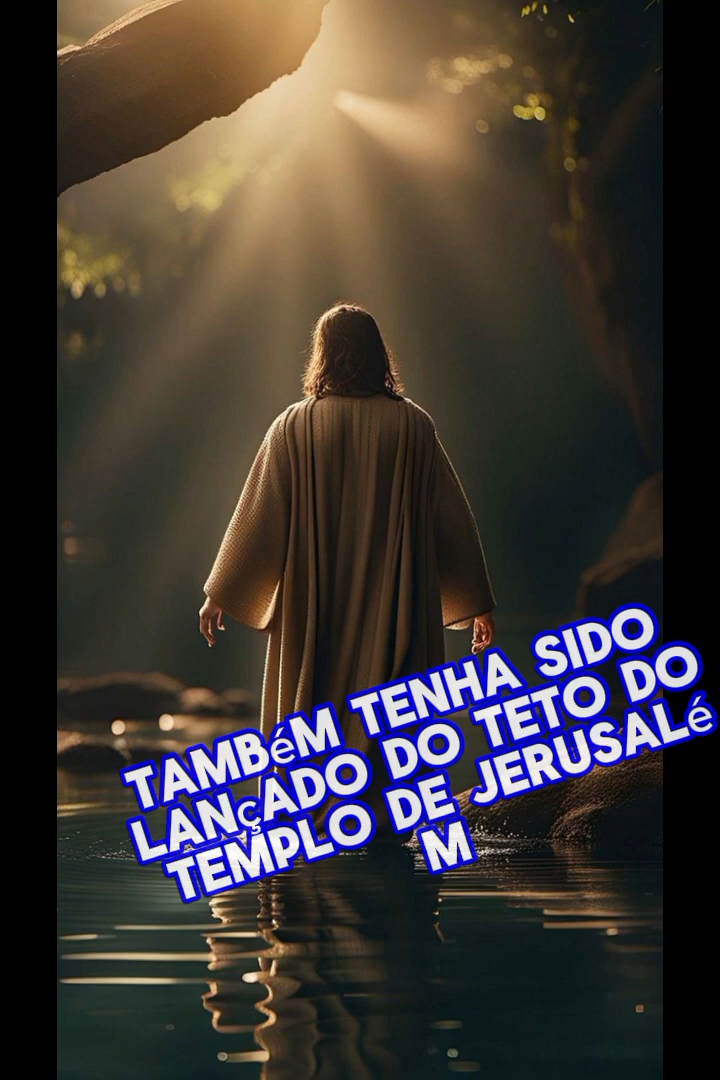 TAMBéM TENHA SIDO
LANçADO DO TETO DO
TEMPLO DE JERUSALé
M